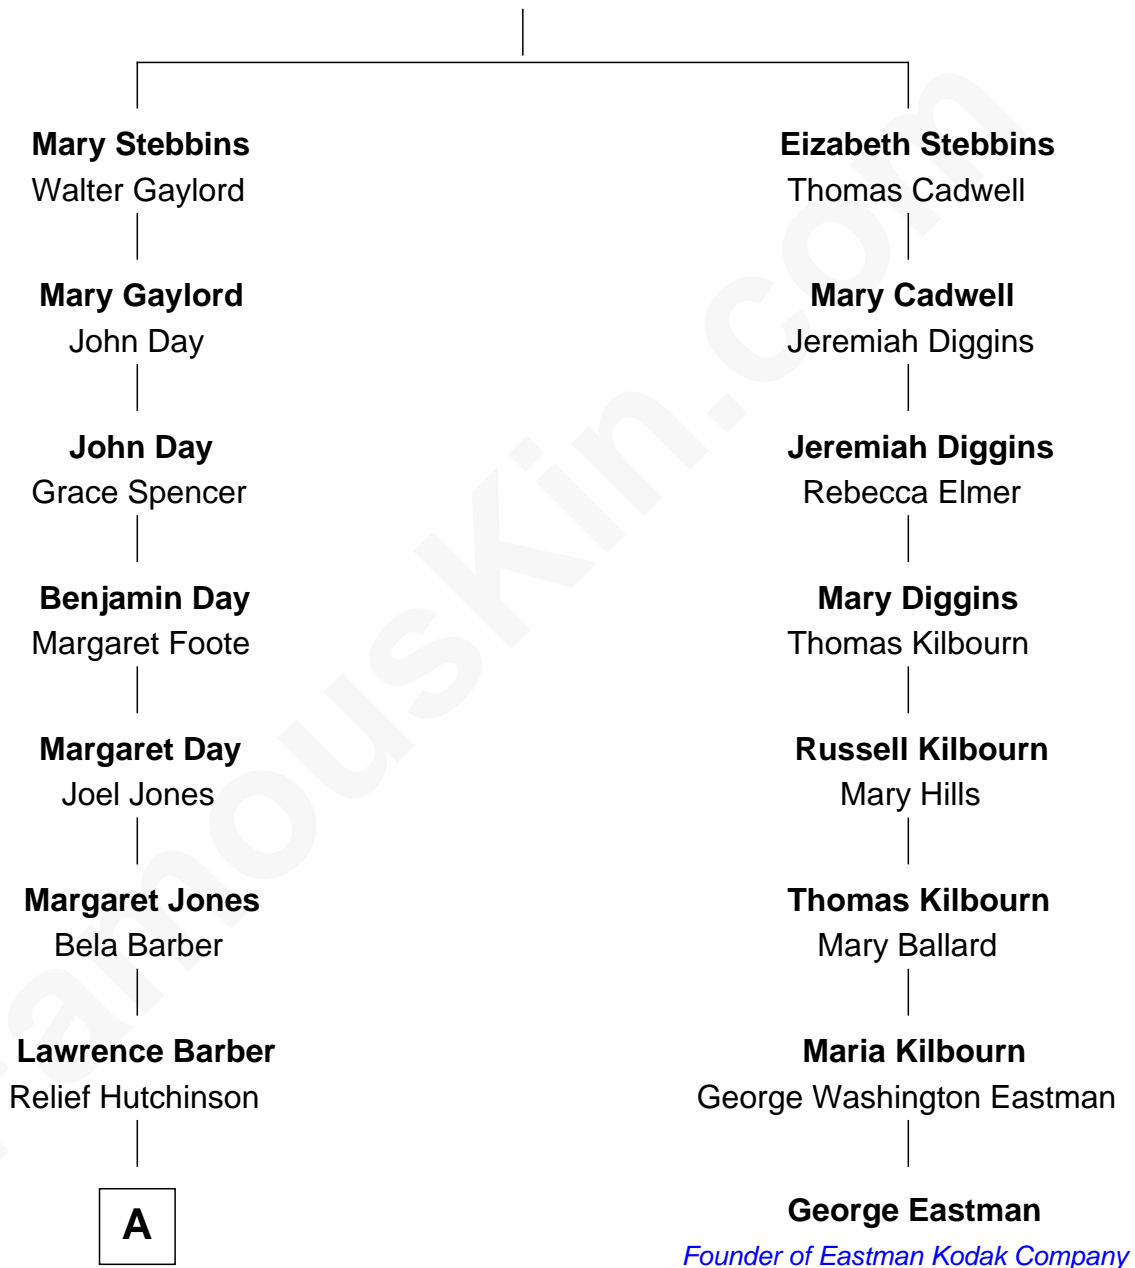 Mary Stebbins
Walter Gaylord
Eizabeth Stebbins
Thomas Cadwell
Mary Gaylord
John Day
Mary Cadwell
Jeremiah Diggins
John Day
Grace Spencer
Jeremiah Diggins
Rebecca Elmer
Benjamin Day
Margaret Foote
Mary Diggins
Thomas Kilbourn
Margaret Day
Joel Jones
Russell Kilbourn
Mary Hills
Margaret Jones
Bela Barber
Thomas Kilbourn
Mary Ballard
Lawrence Barber
Relief Hutchinson
Maria Kilbourn
George Washington Eastman
A
George Eastman
Founder of Eastman Kodak Company
FamousKin.com